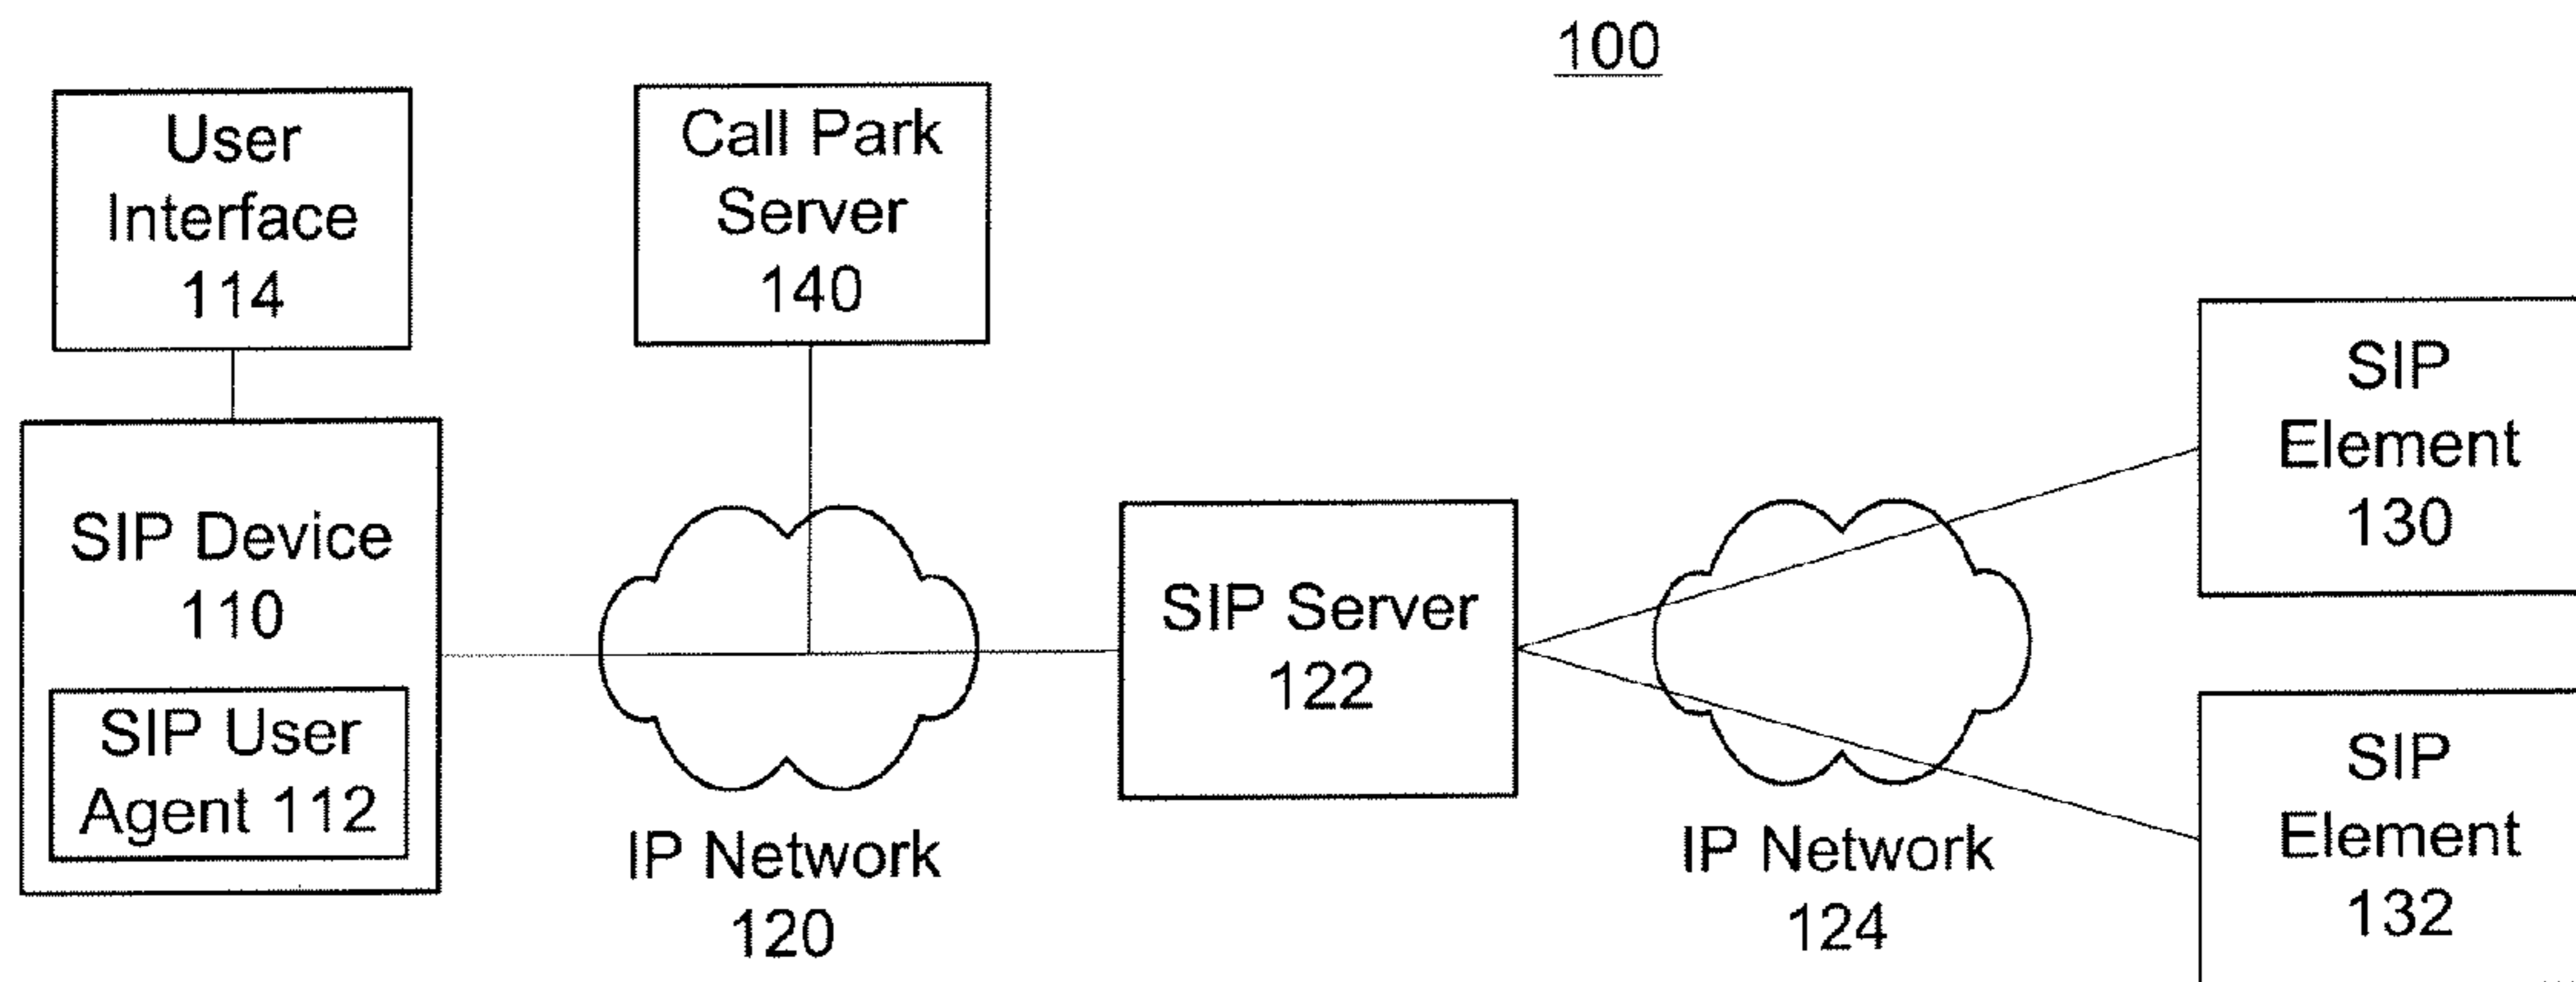 100
User
Interface
114
Call Park
Server
140
SIP Device
110
SIP User
Agent 112
IP Network
120
SIP Server
122
IP Network
124
SIP
Element
130
SIP
Element
132